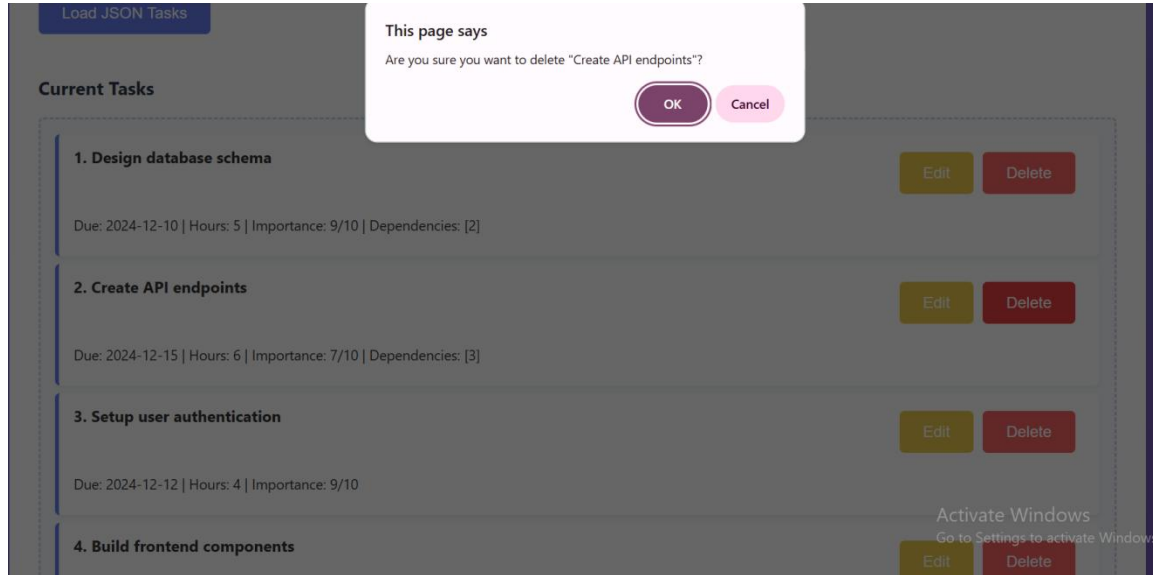 Load JSON Tasks
This page says
Are you sure you want to delete "Create API endpoints"?
OK
Cancel
Current Tasks
1. Design database schema
Edit
Delete
Due: 2024-12-10 | Hours: 5 | Importance: 9/10 | Dependencies: [2]
2. Create API endpoints
Edit
Delete
Due: 2024-12-15 | Hours: 6 | Importance: 7/10 | Dependencies: [3]
3. Setup user authentication
Edit
Delete
Due: 2024-12-12 | Hours: 4 | Importance: 9/10
Activate Windows
Go to Settings to activate Window
4. Build frontend components
Edit
Delete